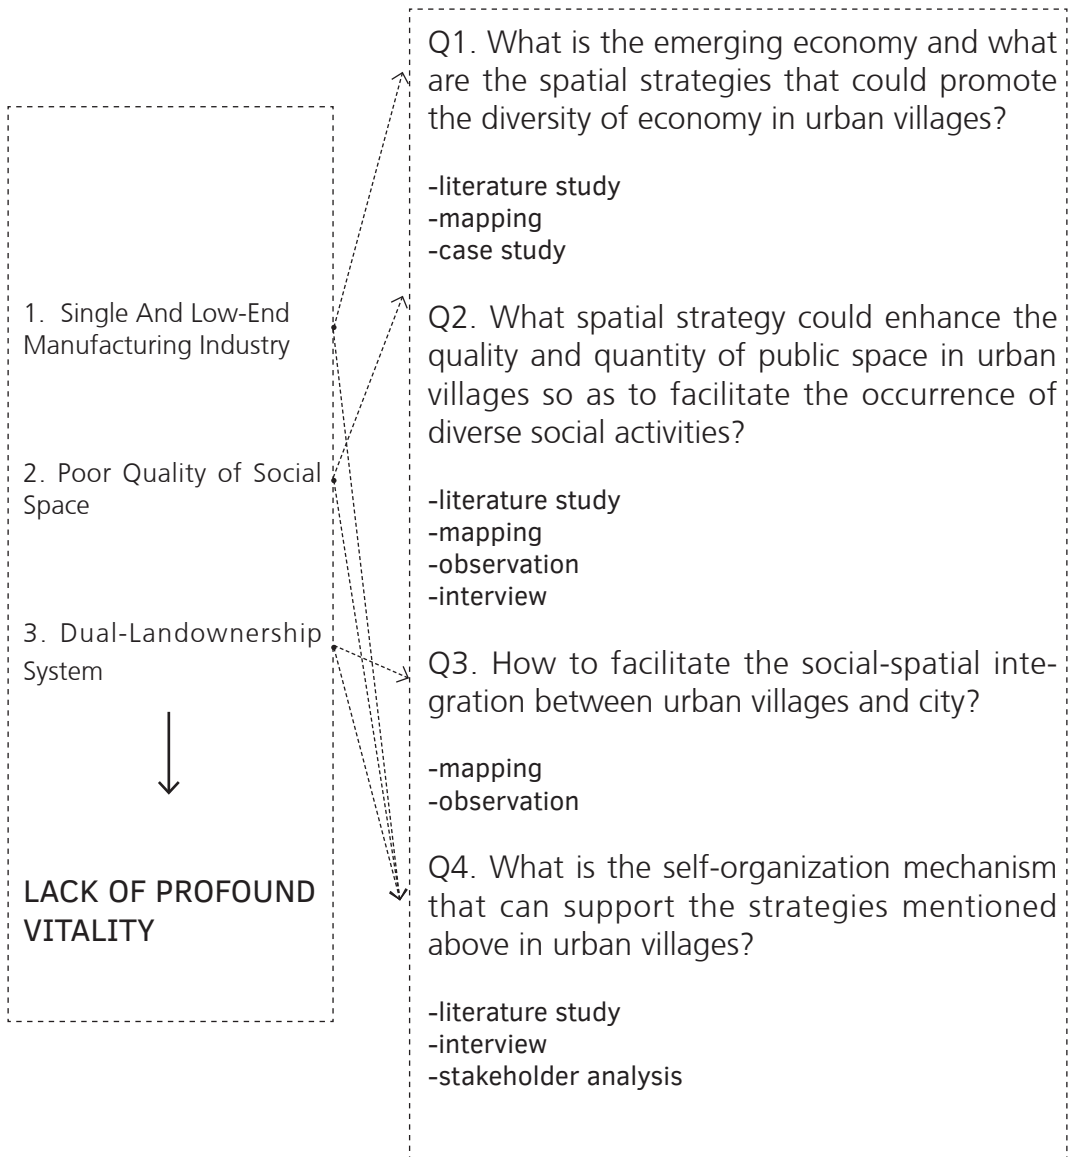 1. Single And Low-End
Manufacturing Industry
2. Poor Quality of Social
Space
3. Dual-Landownership
System
LACK OF PROFOUND
VITALITY
Q1. What is the emerging economy and what
are the spatial strategies that could promote
the diversity of economy in urban villages?
-literature study
-mapping
-case study
Q2. What spatial strategy could enhance the
quality and quantity of public space in urban
villages so as to facilitate the occurrence of
diverse social activities?
-literature study
-mapping
-observation
-interview
Q3. How to facilitate the social-spatial inte-
gration between urban villages and city?
-mapping
-observation
Q4. What is the self-organization mechanism
that can support the strategies mentioned
above in urban villages?
-literature study
-interview
-stakeholder analysis